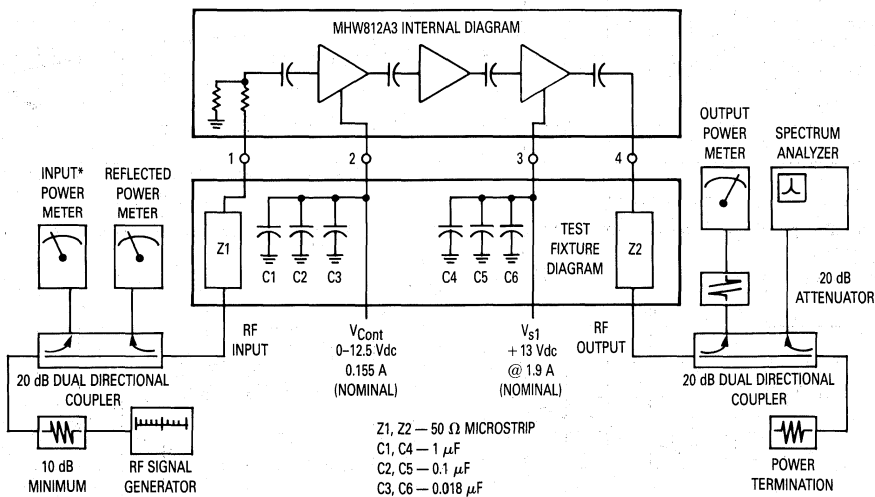 MHW812A3 INTERNAL DIAGRAM
1
2
3
4
INPUT*
POWER
METER
REFLECTED
POWER
METER
OUTPUT
POWER
METER
SPECTRUM
ANALYZER
Z1
C1
C2
C3
C4
C5
C6
TEST
FIXTURE
DIAGRAM
Z2
20 dB
ATTENUATOR
RF
INPUT
VCont
0–12.5 Vdc
0.155 A
(NOMINAL)
Vs1
+ 13 Vdc
@ 1.9 A
(NOMINAL)
RF
OUTPUT
20 dB DUAL DIRECTIONAL
COUPLER
20 dB DUAL DIRECTIONAL
COUPLER
10 dB
MINIMUM
RF SIGNAL
GENERATOR
Z1, Z2 — 50 Ω MICROSTRIP
C1, C4 — 1 μF
C2, C5 — 0.1 μF
C3, C6 — 0.018 μF
POWER
TERMINATION